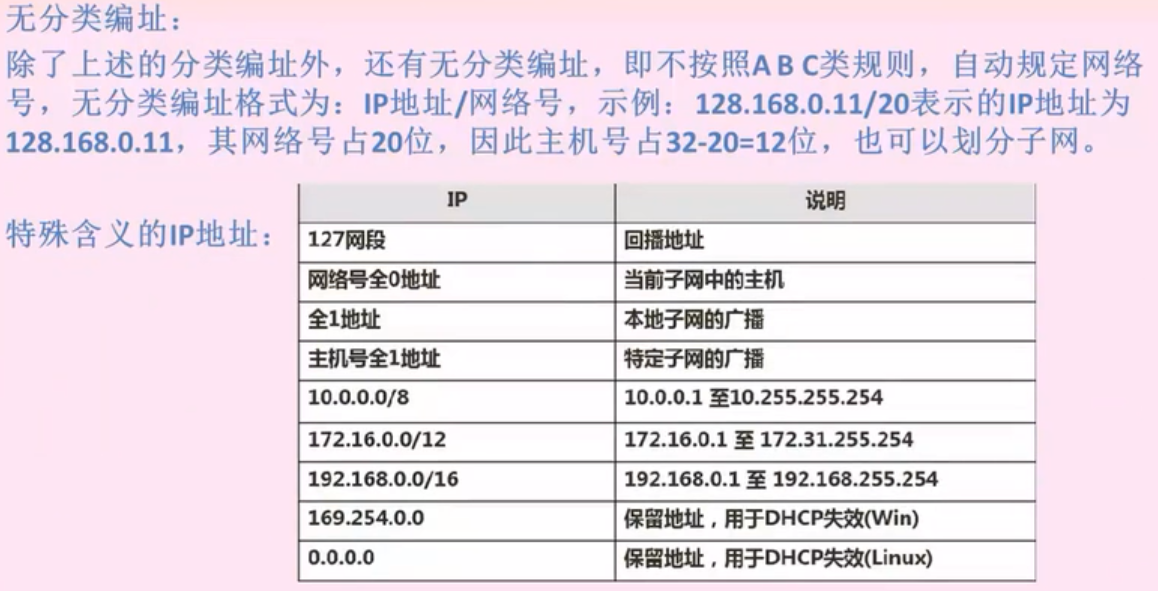 无分类编址：
除了上述的分类编址外，还有无分类编址，即不按照A B C类规则，自动规定网络
号，无分类编址格式为：IP地址/网络号，示例：128.168.0.11/20表示的IP地址为
128.168.0.11，其网络号占20位，因此主机号占32-20=12位，也可以划分子网。
特殊含义的IP地址：
IP 说明
127网段 回播地址
网络号全0地址 当前子网中的主机
全1地址 本地子网的广播
主机号全1地址 特定子网的广播
10.0.0.0/8 10.0.0.1 至10.255.255.254
172.16.0.0/12 172.16.0.1 至 172.31.255.254
192.168.0.0/16 192.168.0.1 至 192.168.255.254
169.254.0.0 保留地址，用于DHCP失效(Win)
0.0.0.0 保留地址，用于DHCP失效(Linux)